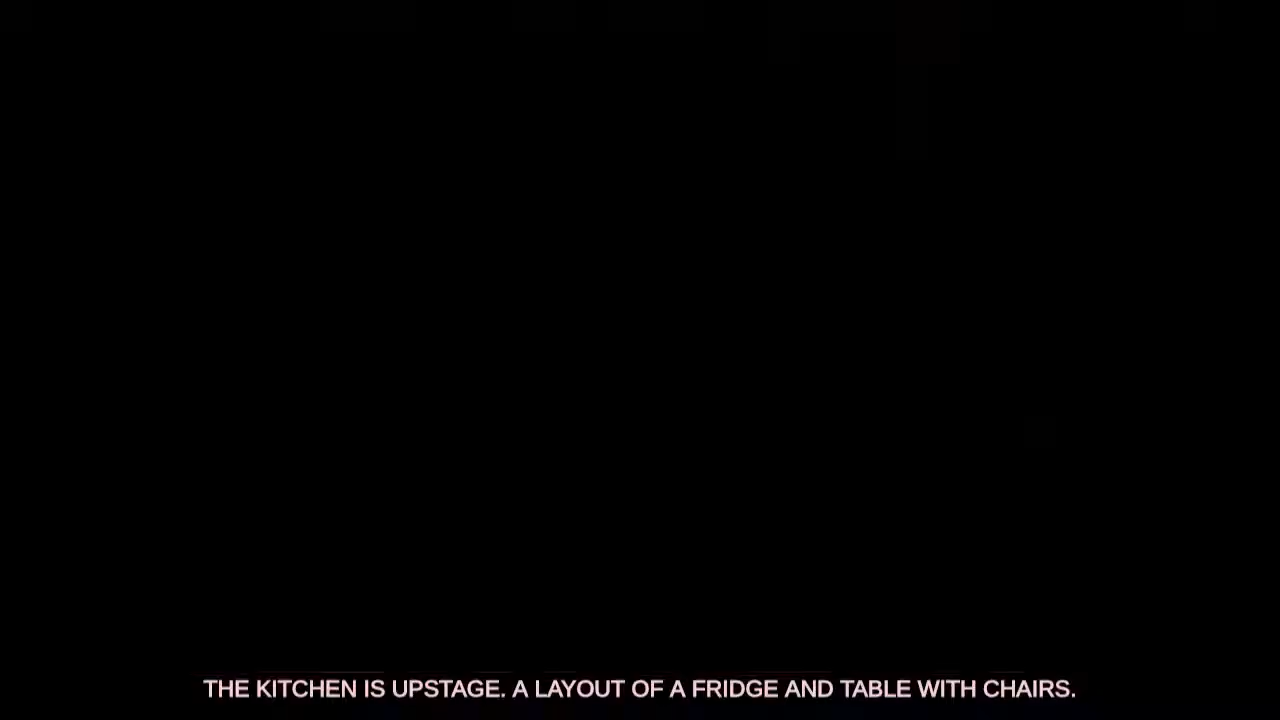 THE KITCHEN IS UPSTAGE. A LAYOUT OF A FRIDGE AND TABLE WITH CHAIRS.